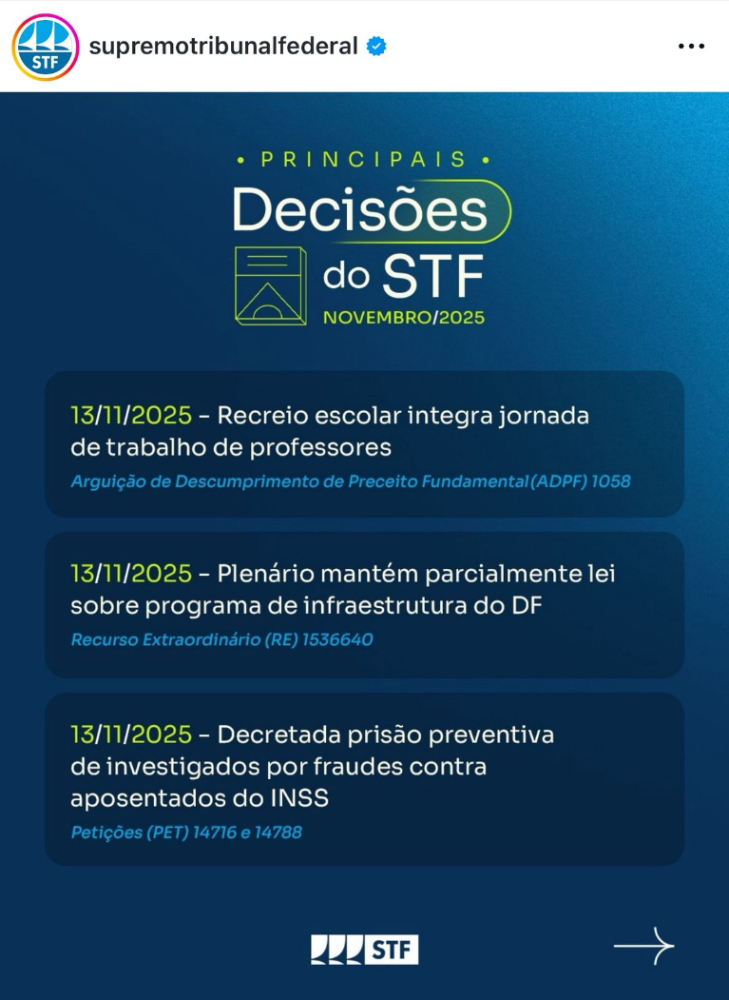 STF
supremotribunalfederal
• PRINCIPAIS •
Decisões
do STF
NOVEMBRO/2025
13/11/2025 – Recreio escolar integra jornada
de trabalho de professores
Arguição de Descumprimento de Preceito Fundamental(ADPF) 1058
13/11/2025 – Plenário mantém parcialmente lei
sobre programa de infraestrutura do DF
Recurso Extraordinário (RE) 1536640
13/11/2025 – Decretada prisão preventiva
de investigados por fraudes contra
aposentados do INSS
Petições (PET) 14716 e 14788
STF